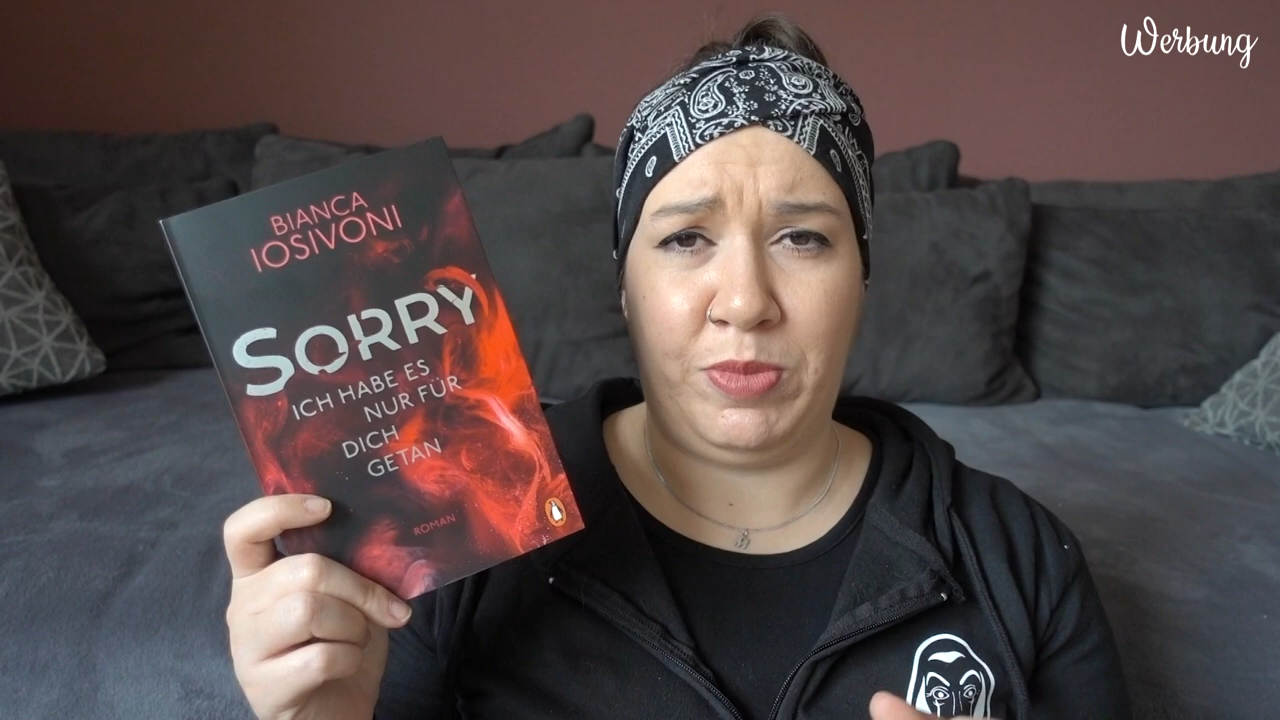 Werbung
BIANCA
IOSIVONI
SORRY
ICH HABE ES
NUR FÜR
DICH
GETAN
ROMAN